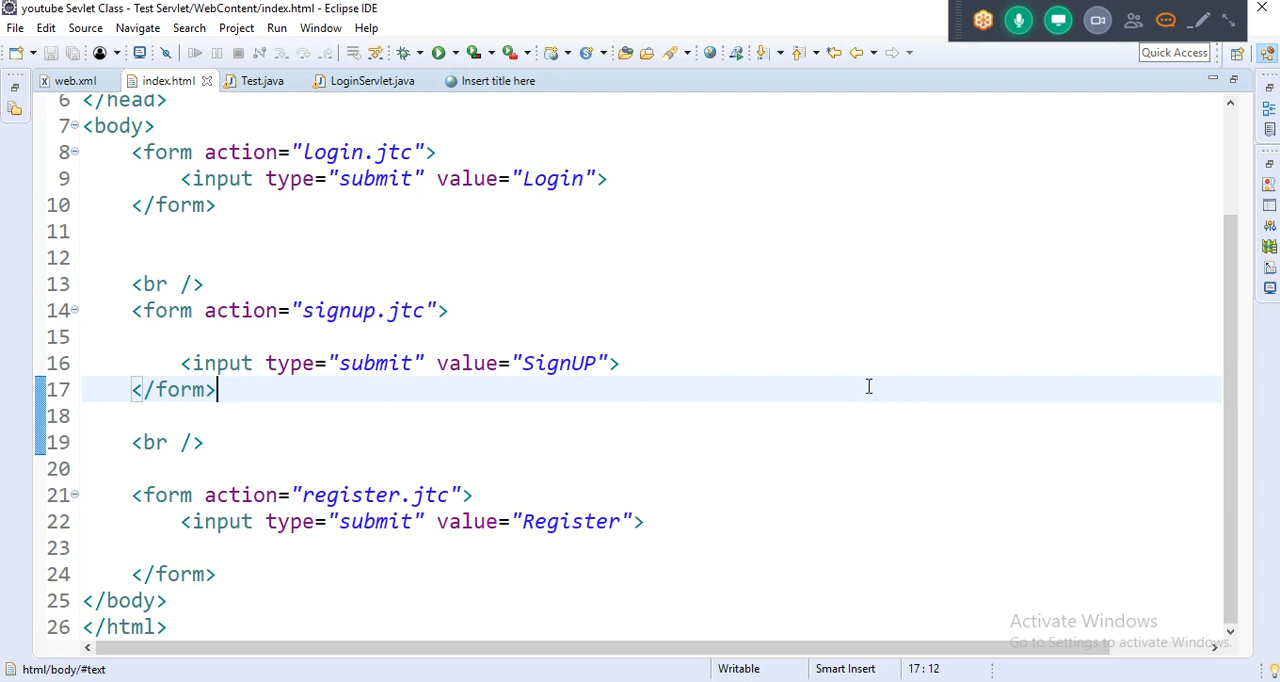 youtube Sevlet Class - Test Servlet/WebContent/index.html - Eclipse IDE
File Edit Source Navigate Search Project Run Window Help
Quick Access
web.xml index.html Test.java LoginServlet.java Insert title here
6 </head>
7 <body>
8 <form action="login.jtc">
9 <input type="submit" value="Login">
10 </form>
11
12
13 <br />
14 <form action="signup.jtc">
15
16 <input type="submit" value="SignUP">
17 </form>
18
19 <br />
20
21 <form action="register.jtc">
22 <input type="submit" value="Register">
23
24 </form>
25 </body>
26 </html>
Activate Windows
Go to Settings to activate Windows.
html/body/#text Writable Smart Insert 17 : 12